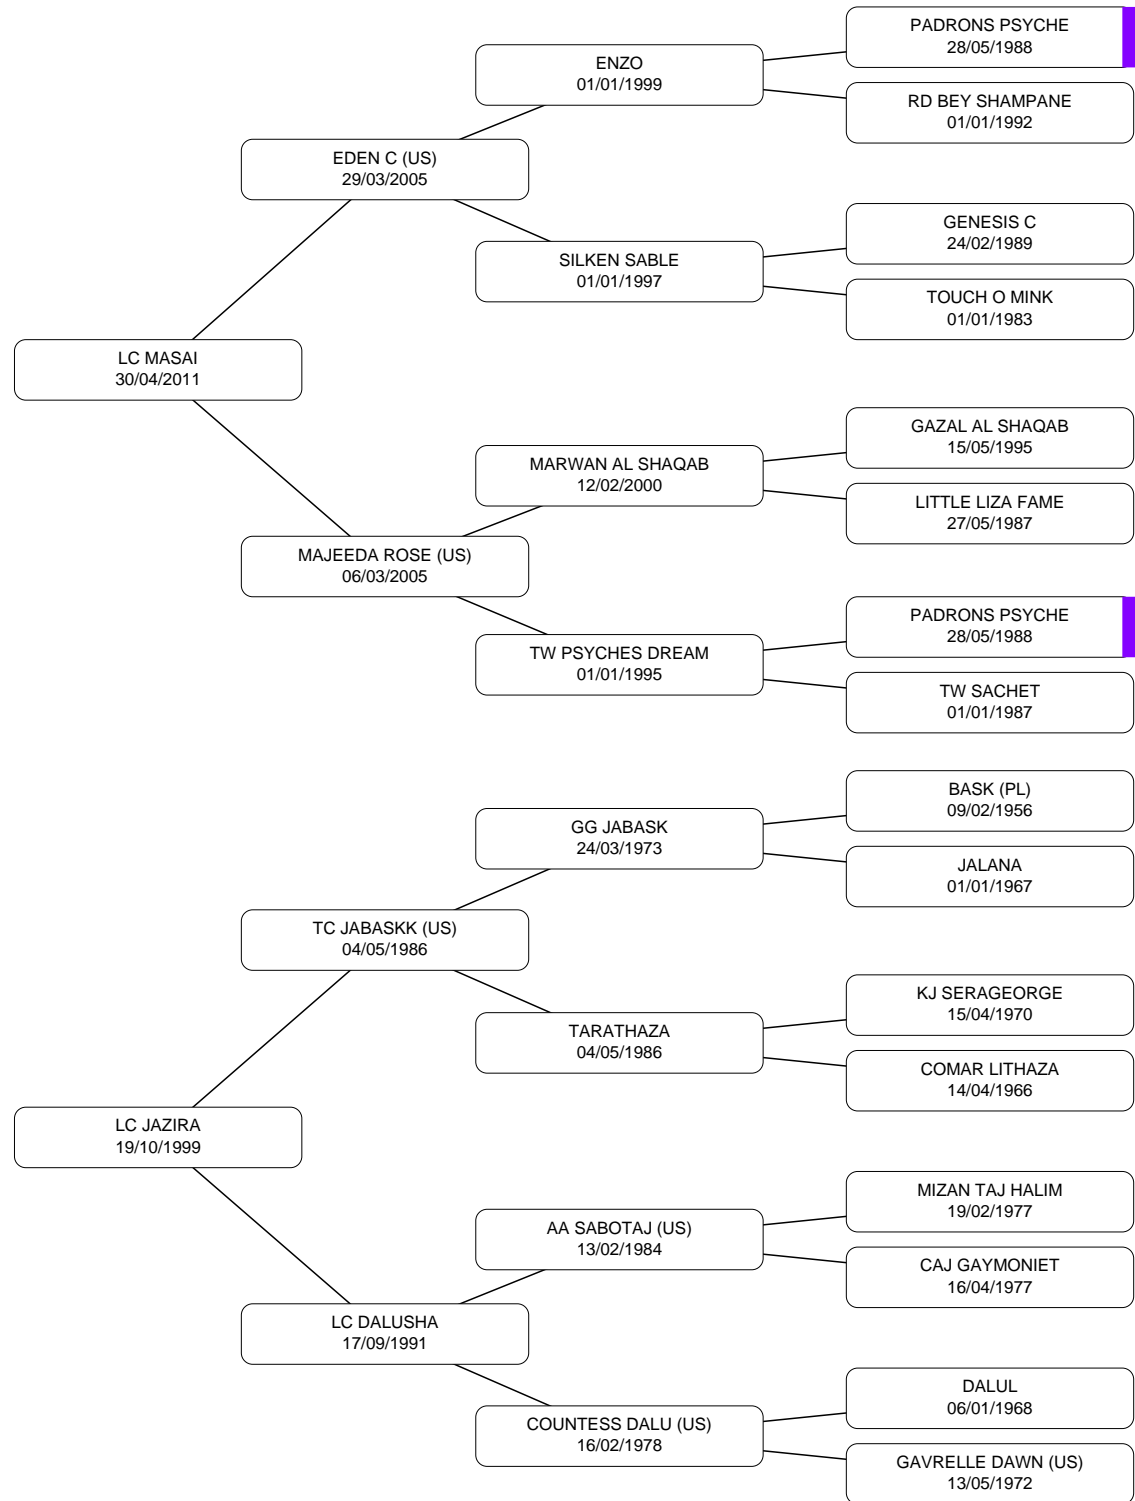 PADRONS PSYCHE
28/05/1988
ENZO
01/01/1999
RD BEY SHAMPANE
01/01/1992
EDEN C (US)
29/03/2005
GENESIS C
24/02/1989
SILKEN SABLE
01/01/1997
TOUCH O MINK
01/01/1983
LC MASAI
30/04/2011
GAZAL AL SHAQAB
15/05/1995
MARWAN AL SHAQAB
12/02/2000
LITTLE LIZA FAME
27/05/1987
MAJEEDA ROSE (US)
06/03/2005
PADRONS PSYCHE
28/05/1988
TW PSYCHES DREAM
01/01/1995
TW SACHET
01/01/1987
BASK (PL)
09/02/1956
GG JABASK
24/03/1973
JALANA
01/01/1967
TC JABASKK (US)
04/05/1986
KJ SERAGEORGE
15/04/1970
TARATHAZA
04/05/1986
COMAR LITHAZA
14/04/1966
LC JAZIRA
19/10/1999
MIZAN TAJ HALIM
19/02/1977
AA SABOTAJ (US)
13/02/1984
CAJ GAYMONIET
16/04/1977
LC DALUSHA
17/09/1991
DALUL
06/01/1968
COUNTESS DALU (US)
16/02/1978
GAVRELLE DAWN (US)
13/05/1972